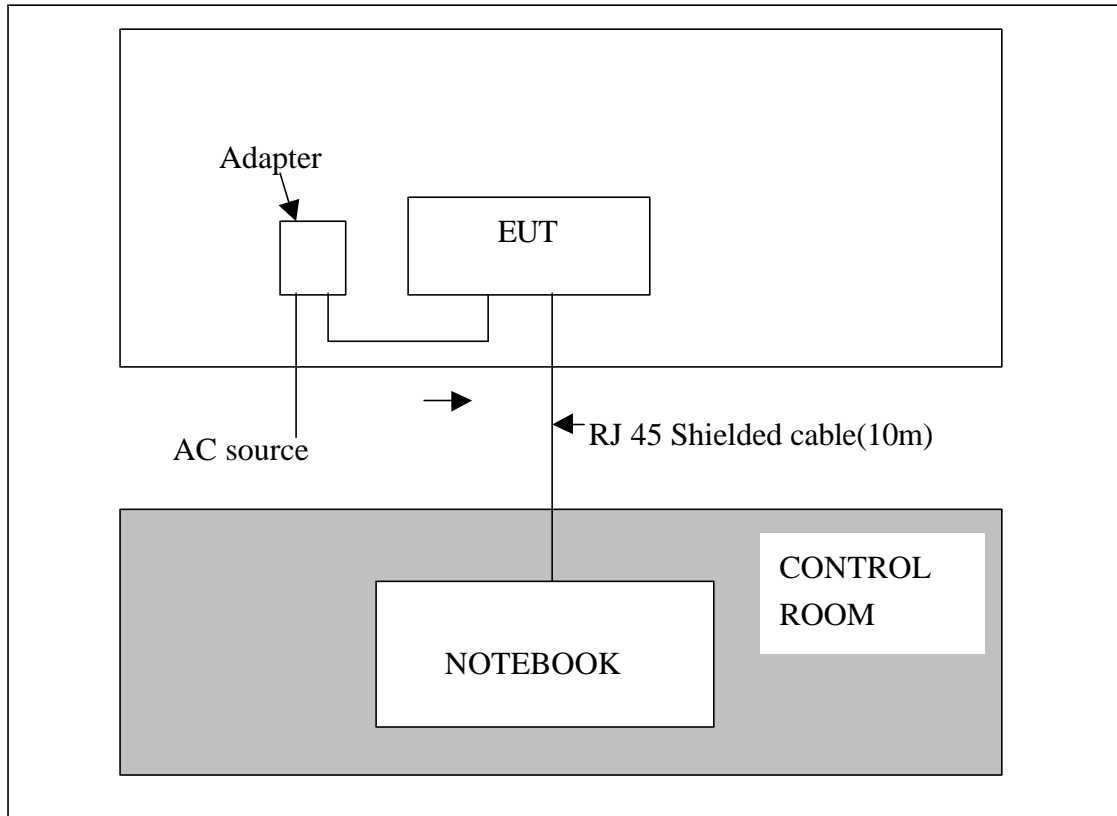 Adapter
EUT
RJ 45 Shielded cable(10m)
AC source
CONTROL
ROOM
NOTEBOOK